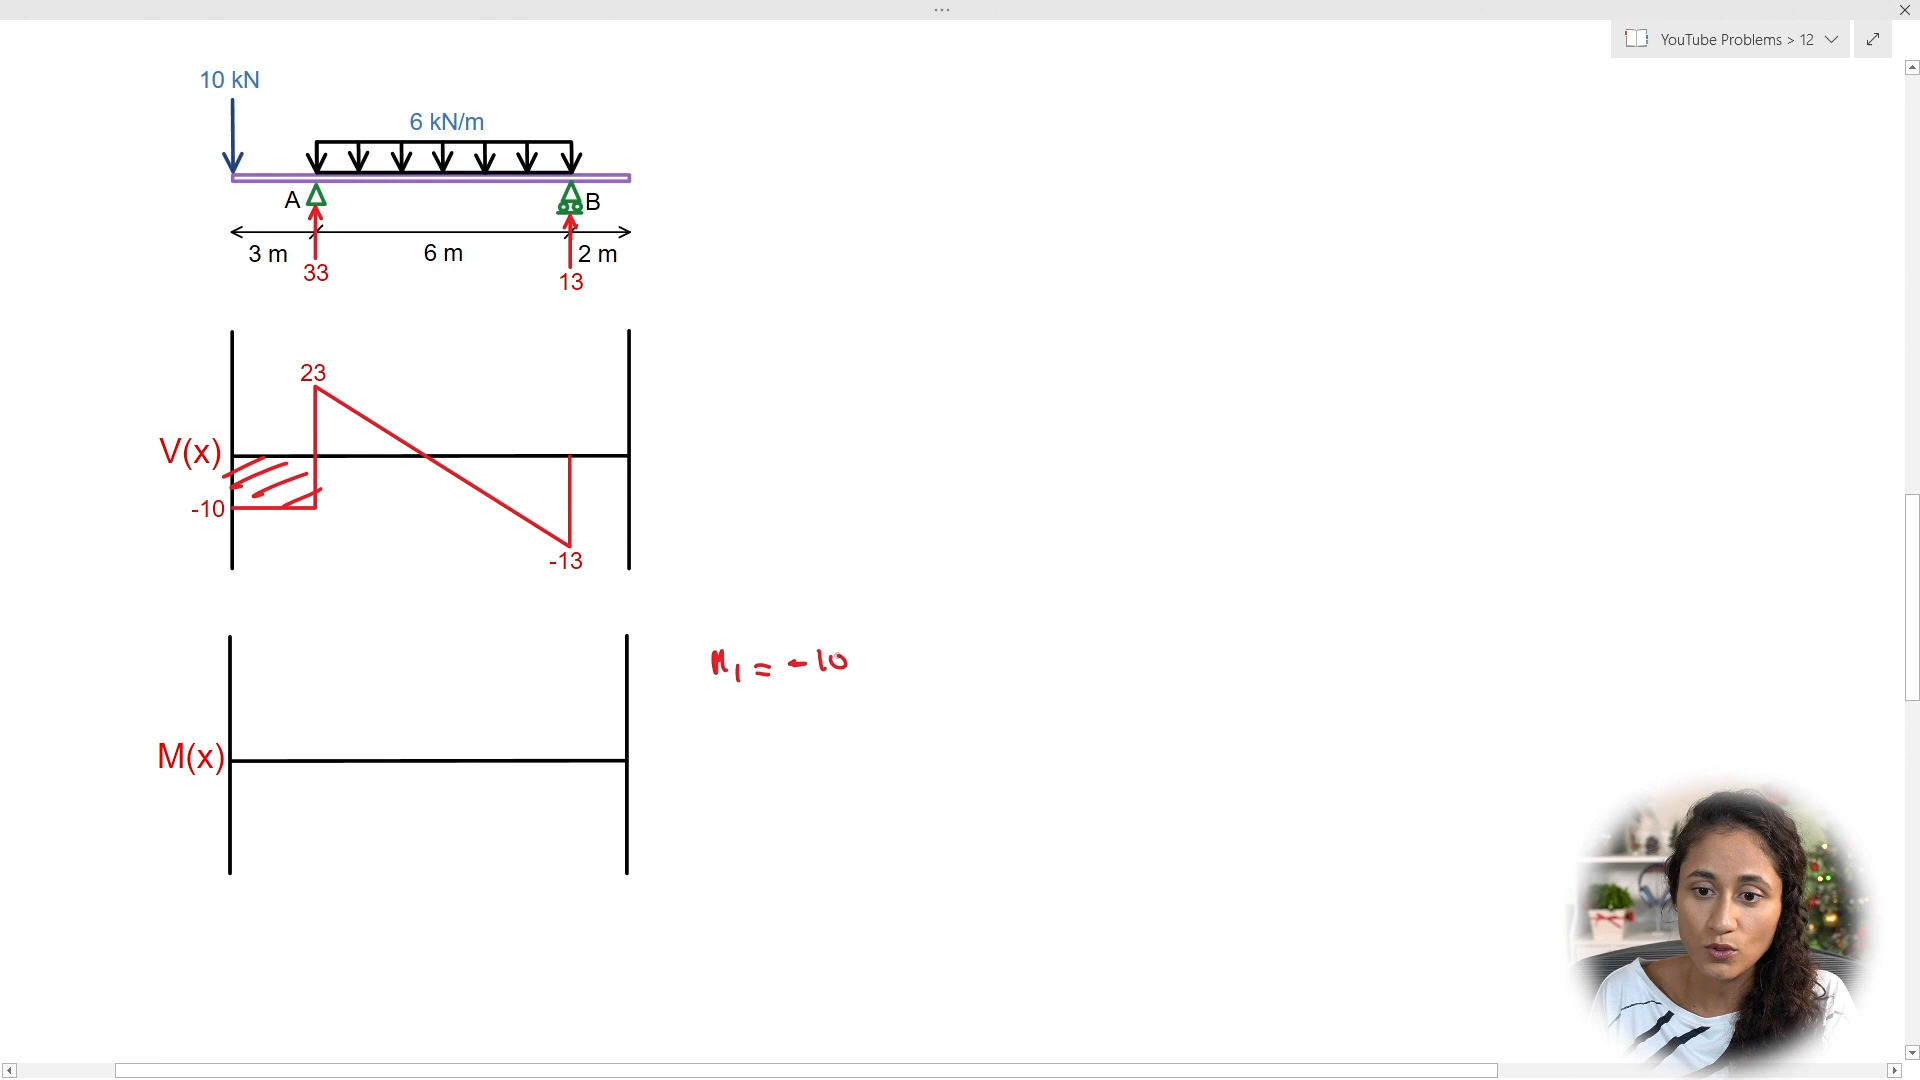 YouTube Problems > 12
10 kN
6 kN/m
A
B
3 m
6 m
2 m
33
13
23
V(x)
-10
-13
M₁ = -10
M(x)